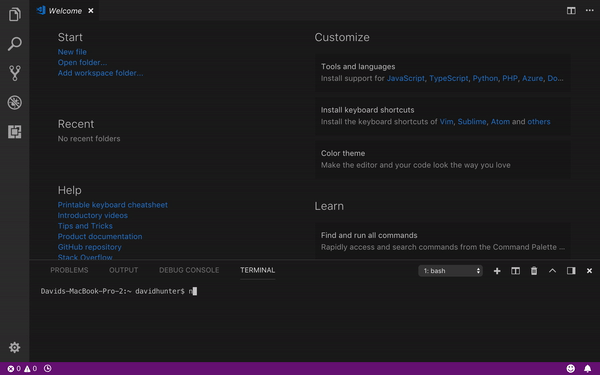 Welcome
Start
New file
Open folder...
Add workspace folder...
Recent
No recent folders
Help
Printable keyboard cheatsheet
Introductory videos
Tips and Tricks
Product documentation
GitHub repository
Stack Overflow
Customize
Tools and languages
Install support for JavaScript, TypeScript, Python, PHP, Azure, Do...
Install keyboard shortcuts
Install the keyboard shortcuts of Vim, Sublime, Atom and others
Color theme
Make the editor and your code look the way you love
Learn
Find and run all commands
Rapidly access and search commands from the Command Palette ...
PROBLEMS OUTPUT DEBUG CONSOLE TERMINAL 1: bash
Davids-MacBook-Pro-2:~ davidhunter$ n
0 0